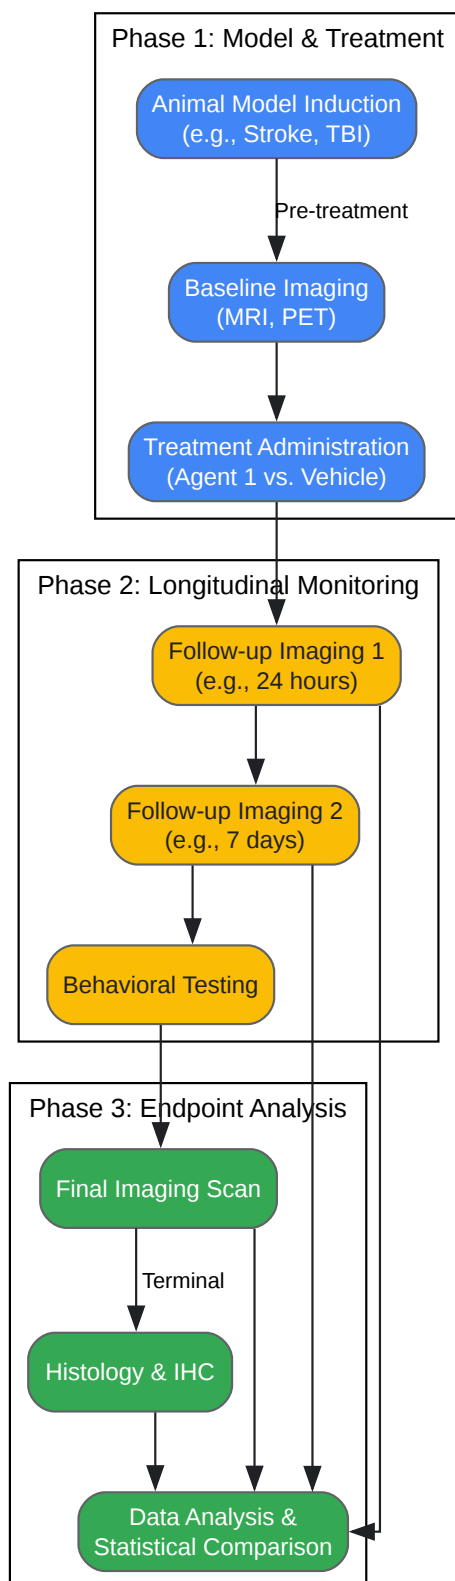 Phase 1: Model & Treatment
Animal Model Induction
(e.g., Stroke, TBI)
Pre-treatment
Baseline Imaging
(MRI, PET)
Treatment Administration
(Agent 1 vs. Vehicle)
Phase 2: Longitudinal Monitoring
Follow-up Imaging 1
(e.g., 24 hours)
Follow-up Imaging 2
(e.g., 7 days)
Behavioral Testing
Phase 3: Endpoint Analysis
Final Imaging Scan
Terminal
Histology & IHC
Data Analysis &
Statistical Comparison